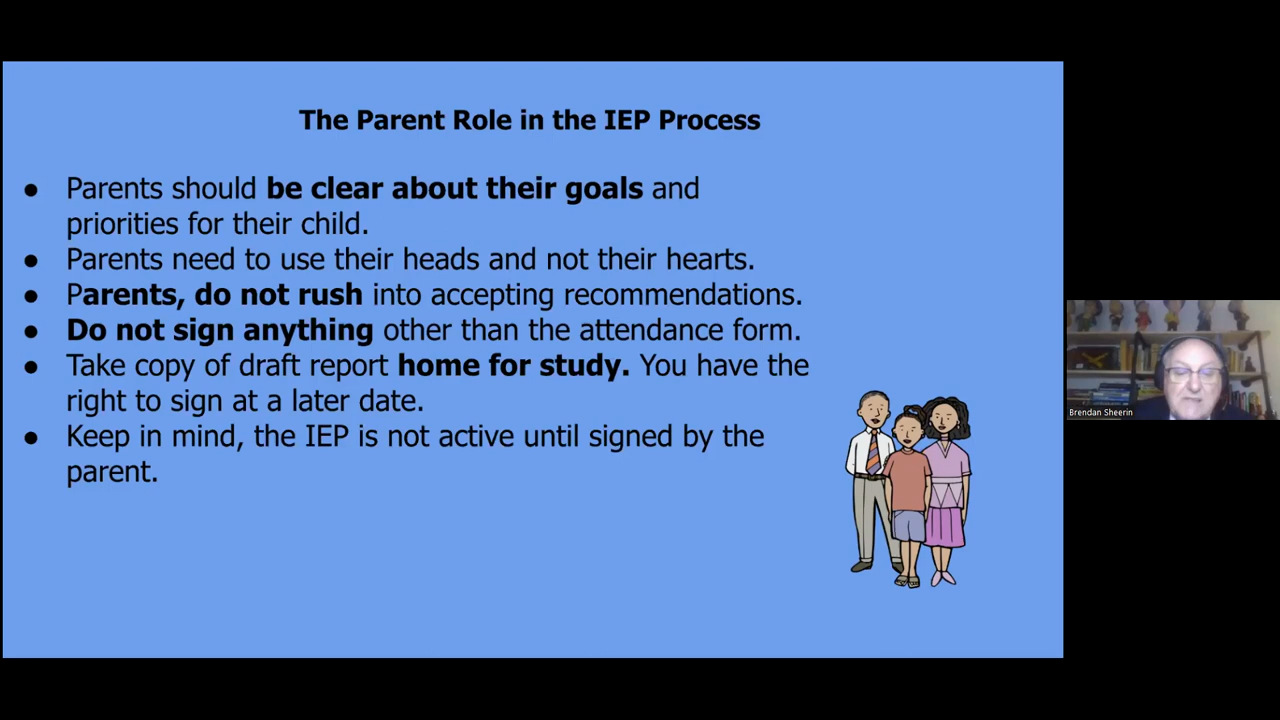 The Parent Role in the IEP Process
● Parents should be clear about their goals and
priorities for their child.
● Parents need to use their heads and not their hearts.
● Parents, do not rush into accepting recommendations.
● Do not sign anything other than the attendance form.
● Take copy of draft report home for study. You have the
right to sign at a later date.
● Keep in mind, the IEP is not active until signed by the
parent.
Brendan Sheerin